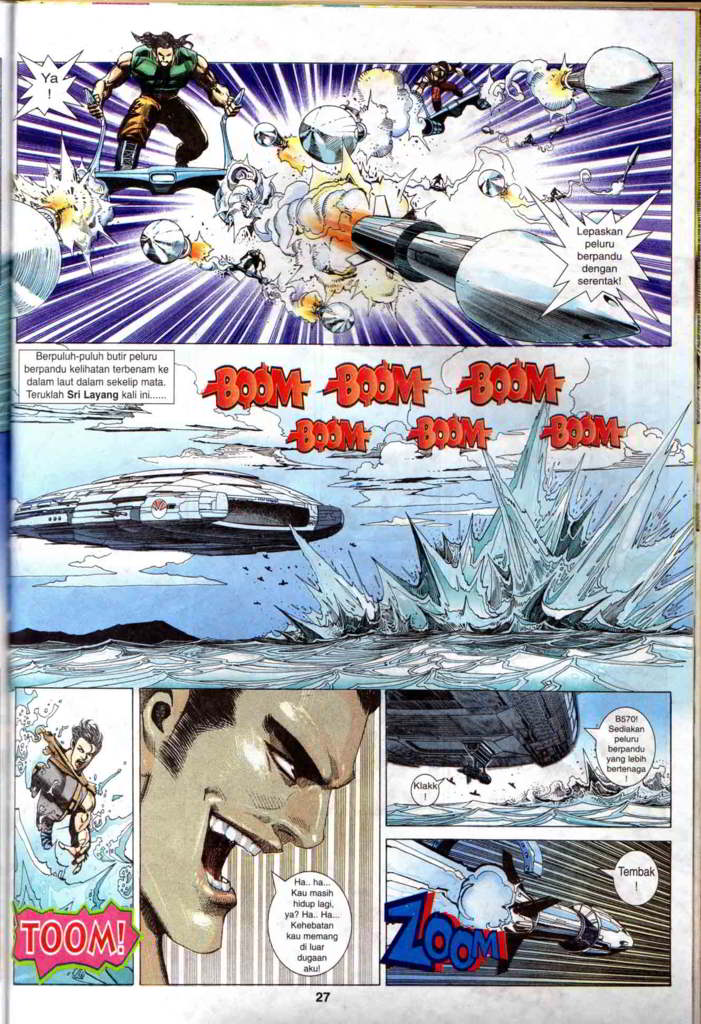 Ya
!
Lepaskan
peluru
berpandu
dengan
serentak!
Berpuluh-puluh butir peluru
berpandu kelihatan terbenam ke
dalam laut dalam sekelip mata.
Teruklah Sri Layang kali ini......
BOOM BOOM BOOM
BOOM BOOM BOOM
TOOM!
Ha.. ha...
Kau masih
hidup lagi,
ya? Ha.. Ha...
Kehebatan
kau memang
di luar
dugaan
aku!
B570!
Sediakan
peluru
berpandu
yang lebih
bertenaga
!
Klakk
!
Tembak
!
ZOOM
27